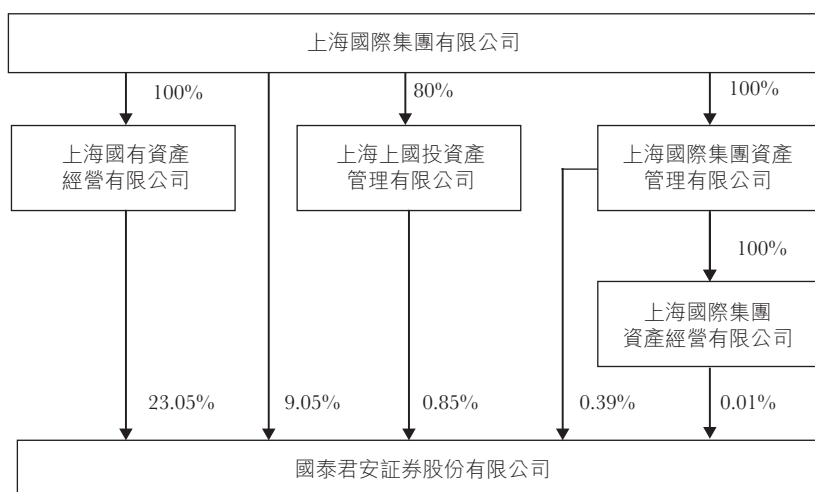 上海國際集團有限公司
100%
80%
100%
上海國有資產
經營有限公司
上海上國投資產
管理有限公司
上海國際集團資產
管理有限公司
100%
上海國際集團
資產經營有限公司
23.05%
9.05%
0.85%
0.39%
0.01%
國泰君安証券股份有限公司